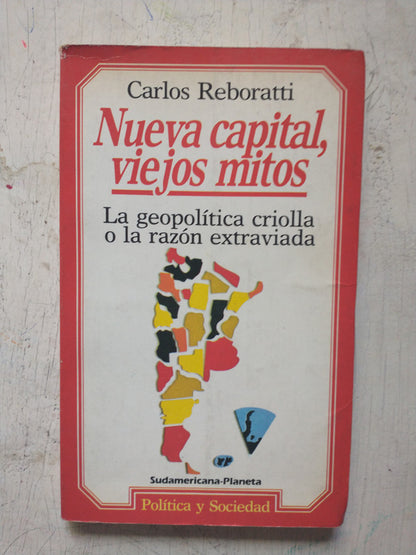 Carlos Reboratti
Nueva capital,
viejos mitos
La geopolítica criolla
o la razón extraviada
Sudamericana-Planeta
Política y Sociedad